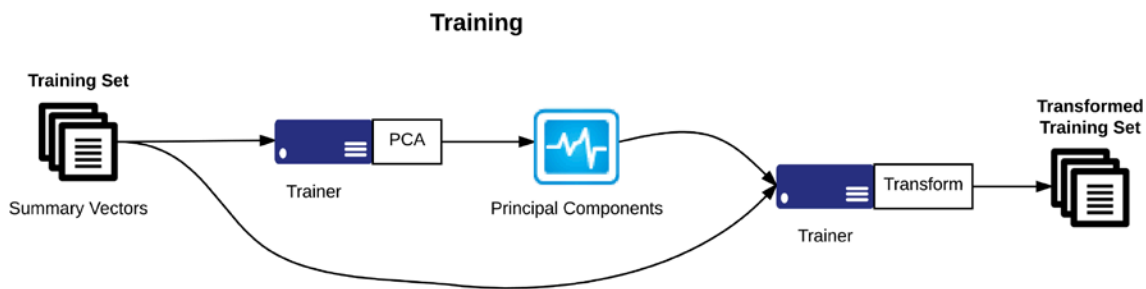 Training
Training Set
Summary Vectors
PCA
Trainer
Principal Components
Transform
Trainer
Transformed
Training Set